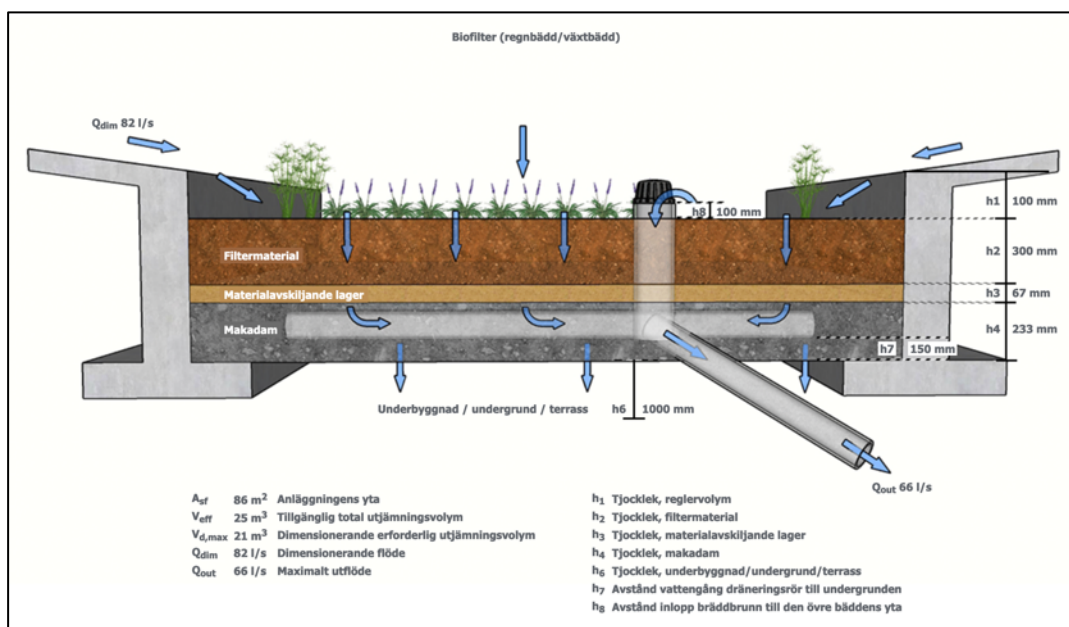 Biofilter (regnbädd/växtbädd)
Qdim 82 l/s
h8 100 mm
h1 100 mm
Filtermaterial
h2 300 mm
Materialavskiljande lager
h3 67 mm
Makadam
h4 233 mm
h7 150 mm
Underbyggnad / undergrund / terrass
h6 1000 mm
Qout 66 l/s
Asf 86 m² Anläggningens yta
Veff 25 m³ Tillgänglig total utjämningsvolym
Vd,max 21 m³ Dimensionerande erforderlig utjämningsvolym
Qdim 82 l/s Dimensionerande flöde
Qout 66 l/s Maximalt utflöde
h1 Tjocklek, reglervolym
h2 Tjocklek, filtermaterial
h3 Tjocklek, materialavskiljande lager
h4 Tjocklek, makadam
h6 Tjocklek, underbyggnad/undergrund/terrass
h7 Avstånd vattengång dräneringsrör till undergrunden
h8 Avstånd inlopp bräddbrunn till den övre bäddens yta